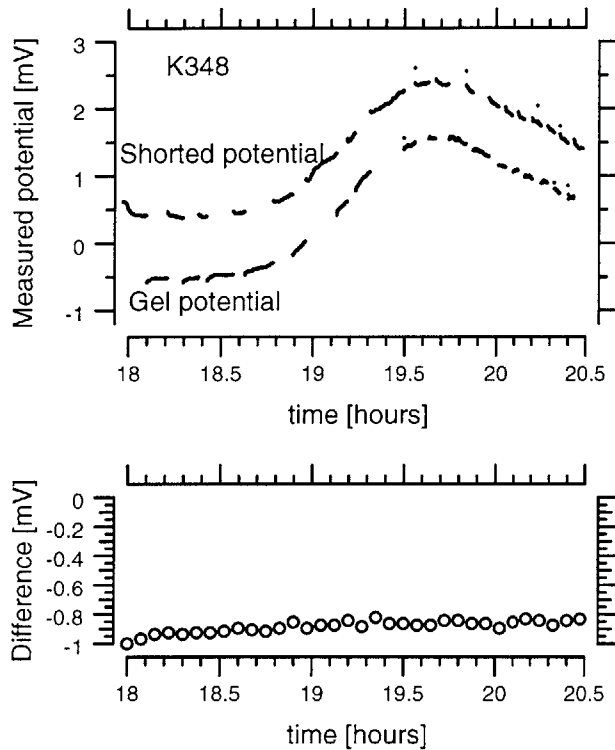 3
2
1
0
-1
Measured potential [mV]
K348
Shorted potential
Gel potential
18 18.5 19 19.5 20 20.5
time [hours]
0
-0.2
-0.4
-0.6
-0.8
-1
Difference [mV]
18 18.5 19 19.5 20 20.5
time [hours]